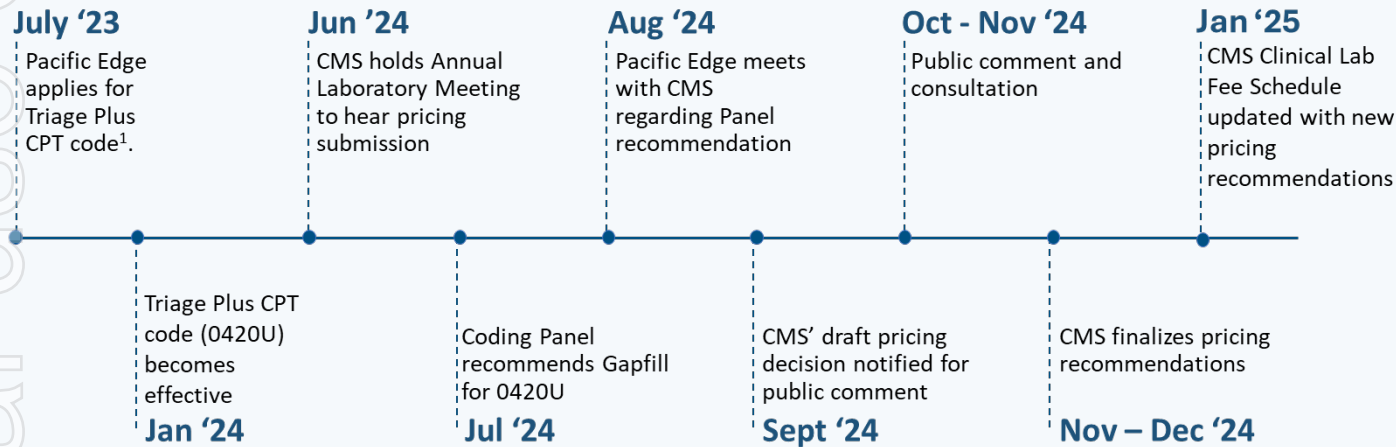 July '23
Pacific Edge
applies for
Triage Plus
CPT code¹.
Jun '24
CMS holds Annual
Laboratory Meeting
to hear pricing
submission
Aug '24
Pacific Edge meets
with CMS
regarding Panel
recommendation
Oct - Nov '24
Public comment and
consultation
Jan '25
CMS Clinical Lab
Fee Schedule
updated with new
pricing
recommendations
Triage Plus CPT
code (0420U)
becomes
effective
Jan '24
Coding Panel
recommends Gapfill
for 0420U
Jul '24
CMS' draft pricing
decision notified for
public comment
Sept '24
CMS finalizes pricing
recommendations
Nov – Dec '24